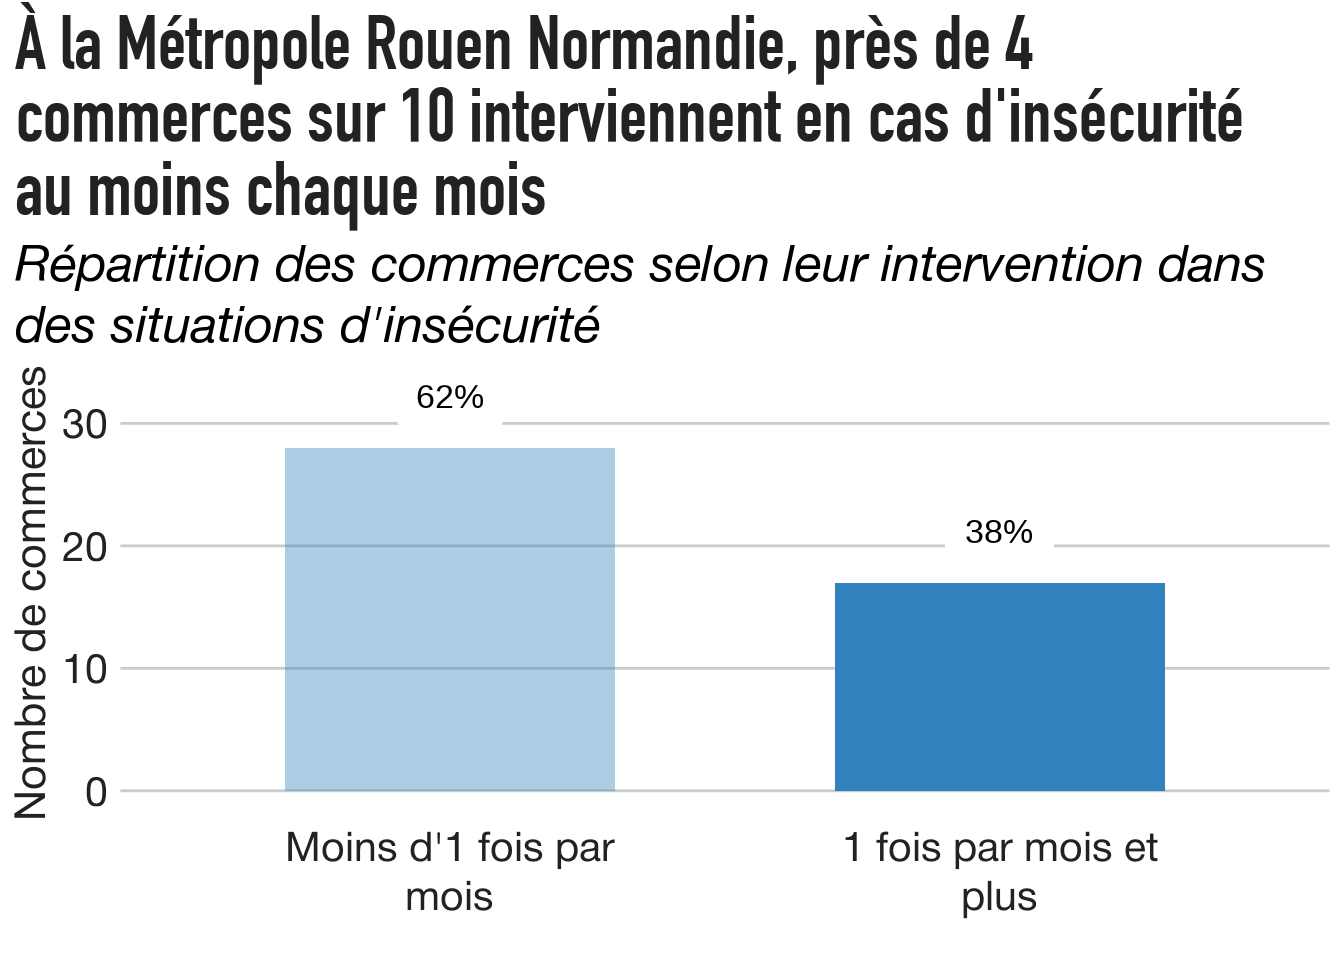 À la Métropole Rouen Normandie, près de 4
commerces sur 10 interviennent en cas d'insécurité
au moins chaque mois
Répartition des commerces selon leur intervention dans
des situations d'insécurité
Nombre de commerces
30
20
10
0
62%
38%
Moins d'1 fois par
mois
1 fois par mois et
plus